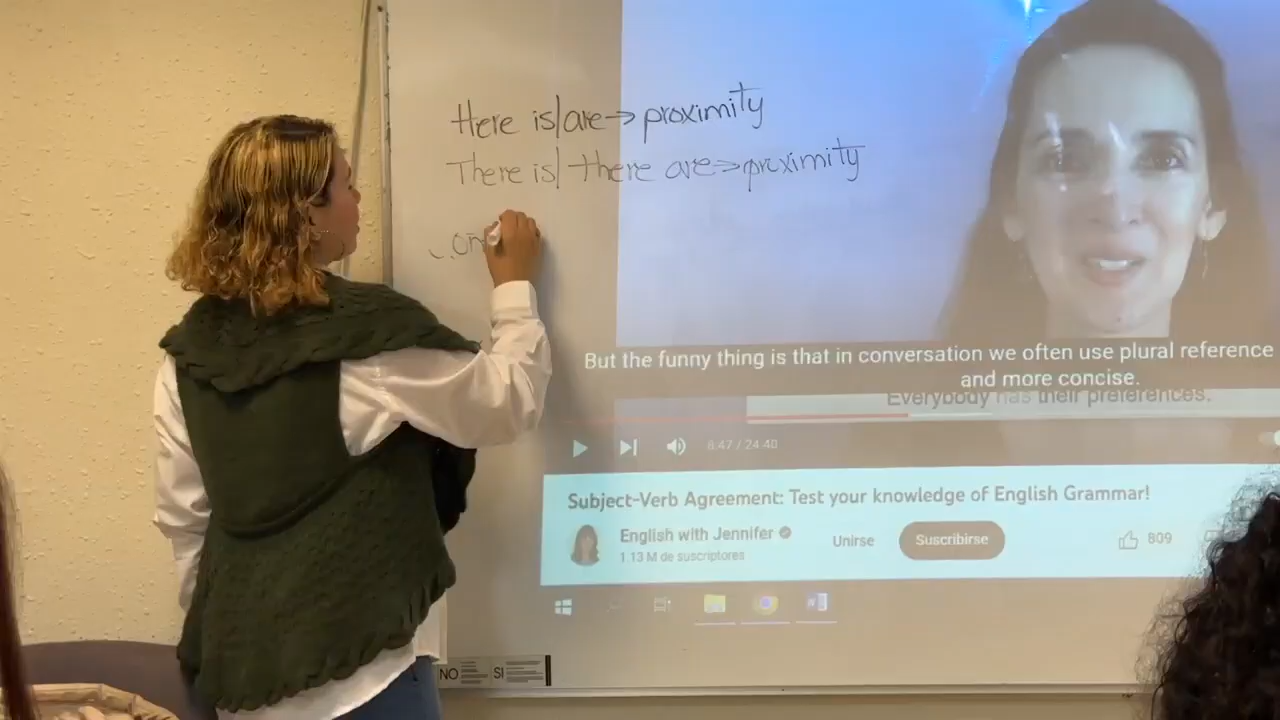 Here is/are→proximity
There is/there are→proximity
But the funny thing is that in conversation we often use plural reference
and more concise.
Everybody has their preferences.
8:47 / 24:40
Subject-Verb Agreement: Test your knowledge of English Grammar!
English with Jennifer
1.13 M de suscriptores
Unirse
Suscribirse
809
NO
SI